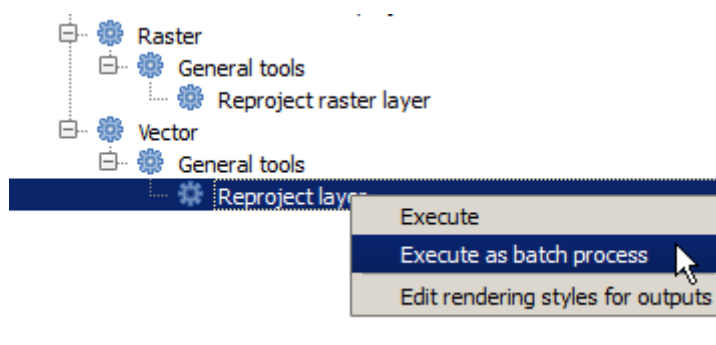 Raster
General tools
Reproject raster layer
Vector
General tools
Reproject layer
Execute
Execute as batch process
Edit rendering styles for outputs